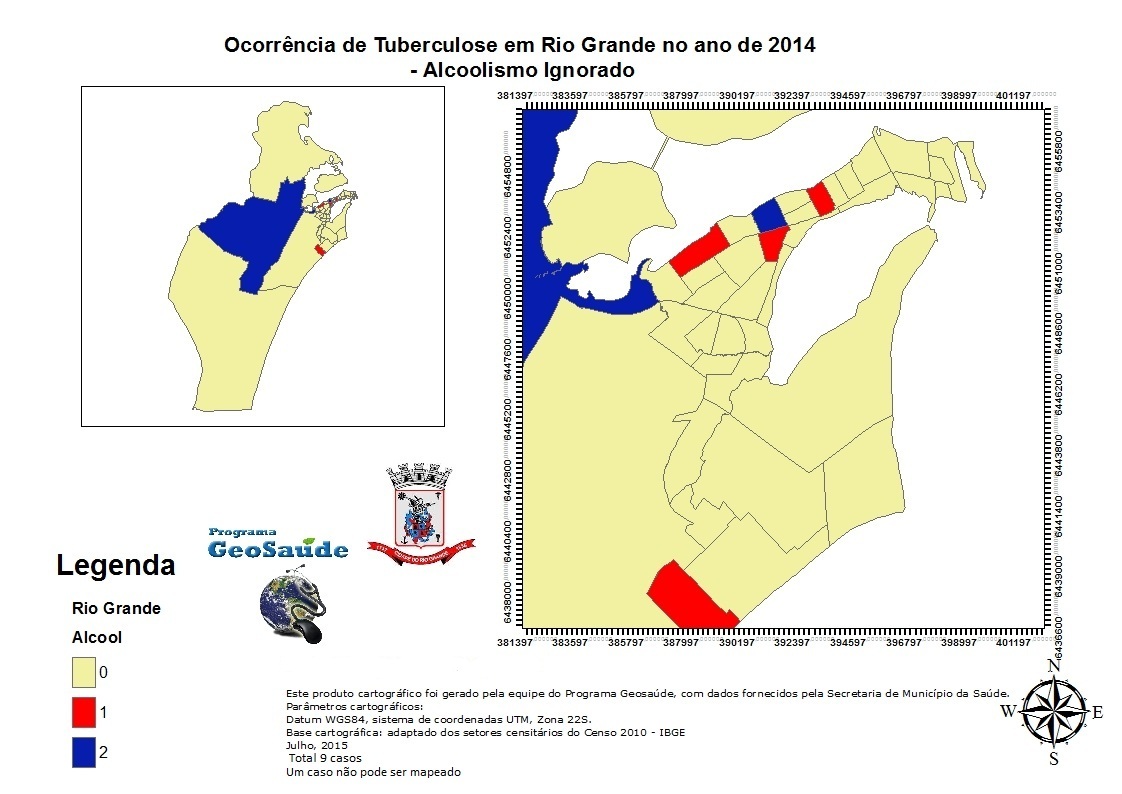 Ocorrência de Tuberculose em Rio Grande no ano de 2014
- Alcoolismo Ignorado
381397 383597 385797 387997 390197 392397 394597 396797 398997 401197
6454800 6452400 6450000 6447600 6445200 6442800 6440400 6438000
6455800 6453400 6451000 6448600 6446200 6443800 6441400 6439000 6436600
381397 383597 385797 387997 390197 392397 394597 396797 398997 401197
Programa
GeoSaúde
CIDADE DO RIO GRANDE
Legenda
Rio Grande
Alcool
0
1
2
Este produto cartográfico foi gerado pela equipe do Programa Geosaúde, com dados fornecidos pela Secretaria de Município da Saúde.
Parâmetros cartográficos:
Datum WGS84, sistema de coordenadas UTM, Zona 22S.
Base cartográfica: adaptado dos setores censitários do Censo 2010 - IBGE
Julho, 2015
Total 9 casos
Um caso não pode ser mapeado
N
W E
S